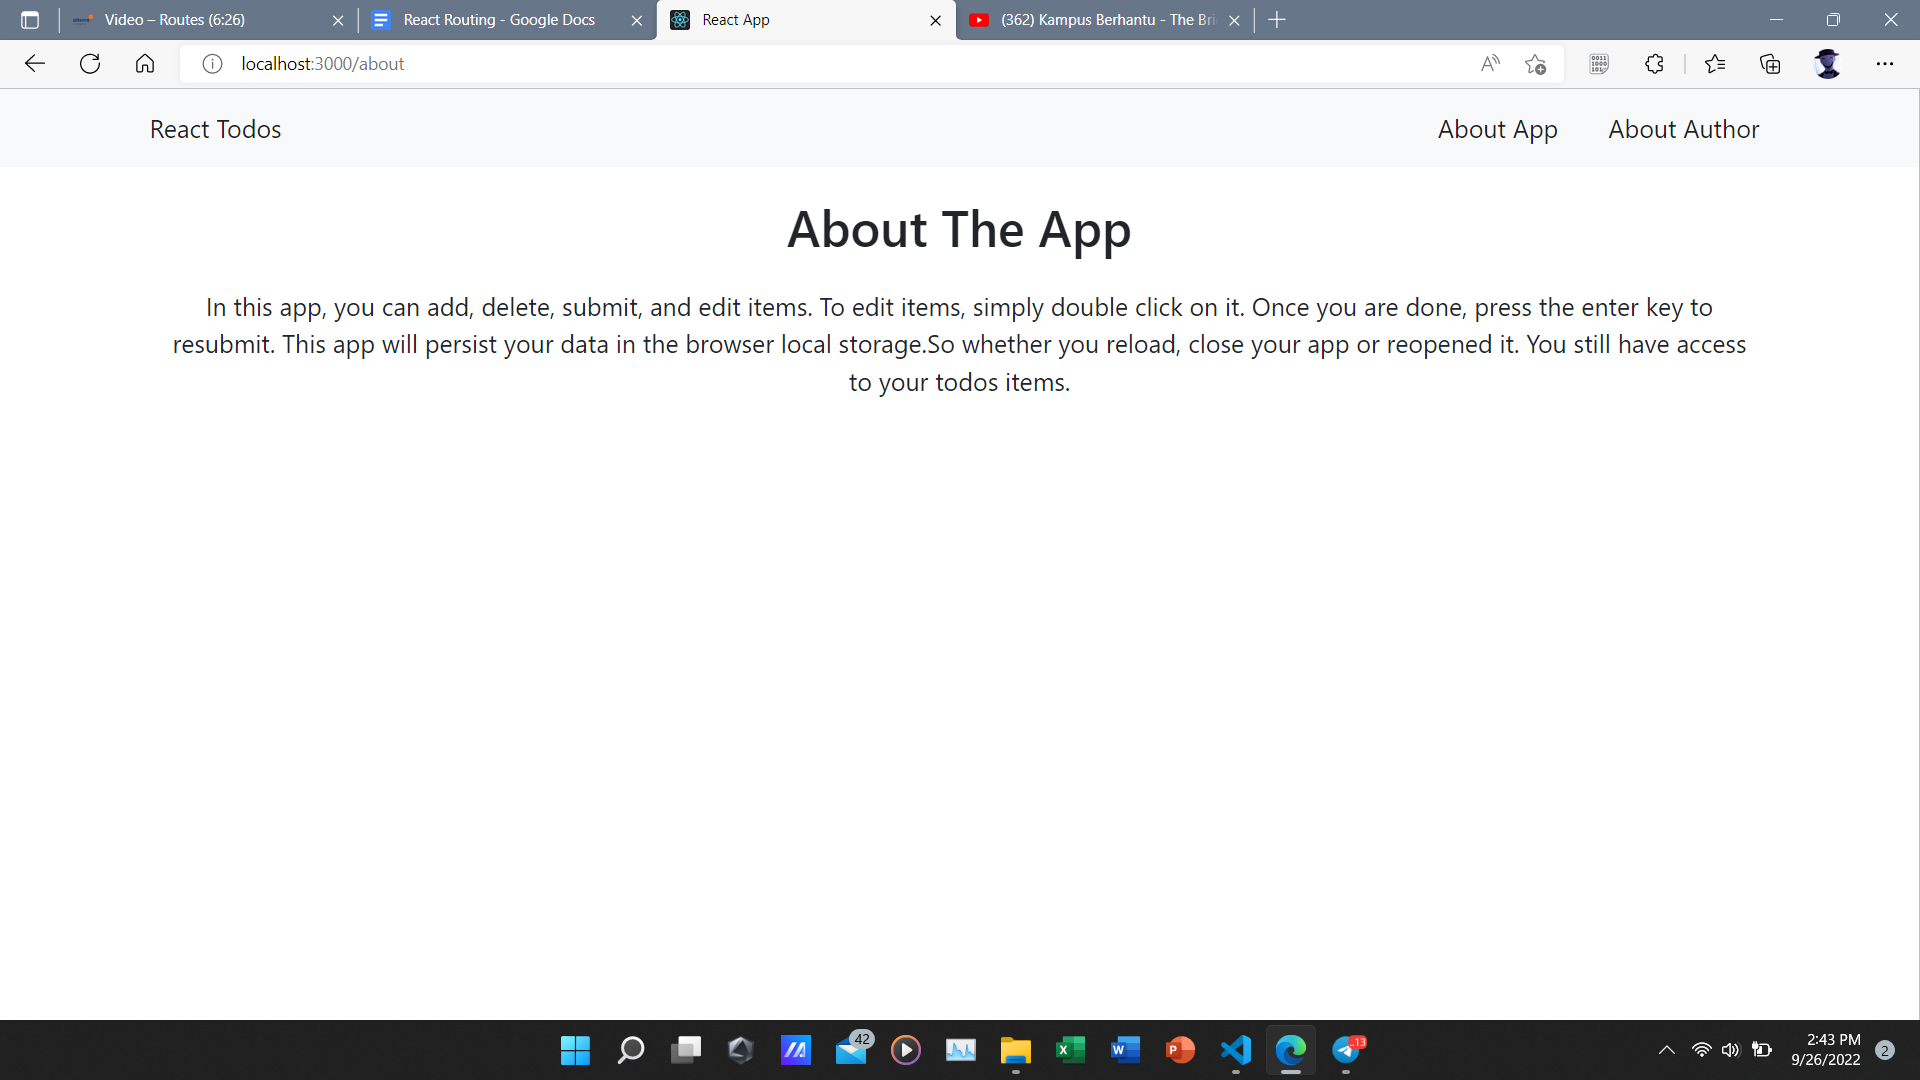 Video – Routes (6:26)
React Routing - Google Docs
React App
(362) Kampus Berhantu - The Bri
localhost:3000/about
React Todos
About App
About Author
About The App
In this app, you can add, delete, submit, and edit items. To edit items, simply double click on it. Once you are done, press the enter key to
resubmit. This app will persist your data in the browser local storage.So whether you reload, close your app or reopened it. You still have access
to your todos items.
42
.13
2:43 PM
9/26/2022
2